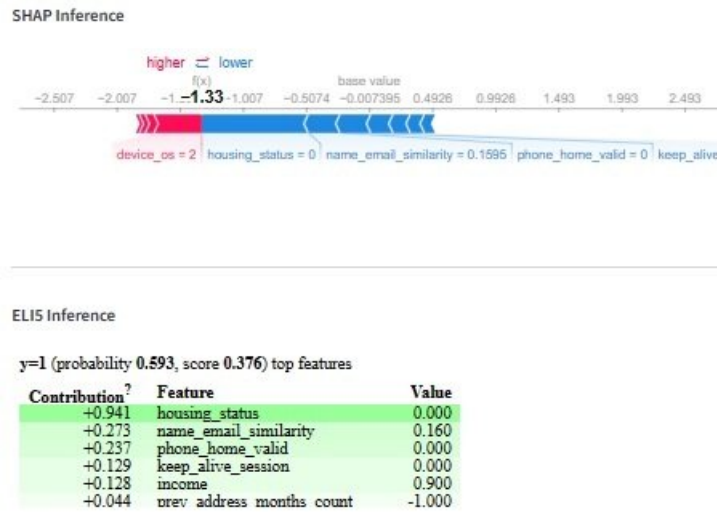 SHAP Inference
higher ⇄ lower
f(x) base value
−2.507 −2.007 −1.33 −1.007 −0.5074 −0.007395 0.4926 0.9926 1.493 1.993 2.493
device_os = 2 housing_status = 0 name_email_similarity = 0.1595 phone_home_valid = 0 keep_alive
ELI5 Inference
y=1 (probability 0.593, score 0.376) top features
Contribution? Feature Value
+0.941 housing_status 0.000
+0.273 name_email_similarity 0.160
+0.237 phone_home_valid 0.000
+0.129 keep_alive_session 0.000
+0.128 income 0.900
+0.044 prev_address_months_count -1.000